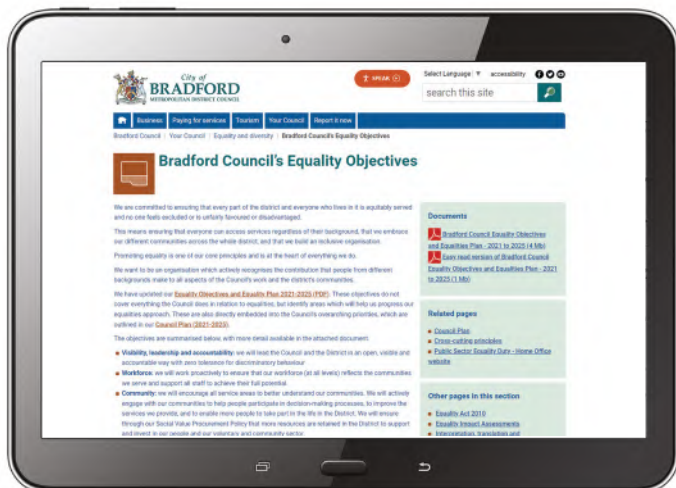 City of
BRADFORD
METROPOLITAN DISTRICT COUNCIL
SPEAK
Select Language ▼ accessibility
search this site
Business Paying for services Tourism Your Council Report it now
Bradford Council | Your Council | Equality and diversity | Bradford Council's Equality Objectives
Bradford Council's Equality Objectives
We are committed to ensuring that every part of the district and everyone who lives in it is equitably served
and no one feels excluded or is unfairly favoured or disadvantaged.
This means ensuring that everyone can access services regardless of their background, that we embrace
our different communities across the whole district, and that we build an inclusive organisation.
Promoting equality is one of our core principles and is at the heart of everything we do.
We want to be an organisation which actively recognises the contribution that people from different
backgrounds make to all aspects of the Council's work and the district's communities.
We have updated our Equality Objectives and Equality Plan 2021-2025 (PDF). These objectives do not
cover everything the Council does in relation to equalities, but identify areas which will help us progress our
equalities approach. These are also directly embedded into the Council's overarching priorities, which are
outlined in our Council Plan (2021-2025).
The objectives are summarised below, with more detail available in the attached document.
Visibility, leadership and accountability: we will lead the Council and the District in an open, visible and
accountable way with zero tolerance for discriminatory behaviour
Workforce: we will work proactively to ensure that our workforce (at all levels) reflects the communities
we serve and support all staff to achieve their full potential.
Community: we will encourage all service areas to better understand our communities. We will actively
engage with our communities to help people participate in decision-making processes, to improve the
services we provide, and to enable more people to take part in the life in the District. We will ensure
through our Social Value Procurement Policy that more resources are retained in the District to support
and invest in our people and our voluntary and community sector.
Documents
Bradford Council Equality Objectives
and Equalities Plan - 2021 to 2025 (4 Mb)
Easy read version of Bradford Council
Equality Objectives and Equalities Plan - 2021
to 2025 (1 Mb)
Related pages
Council Plan
Cross-cutting principles
Public Sector Equality Duty - Home Office
website
Other pages in this section
Equality Act 2010
Equality Impact Assessments
Interpretation, translation and